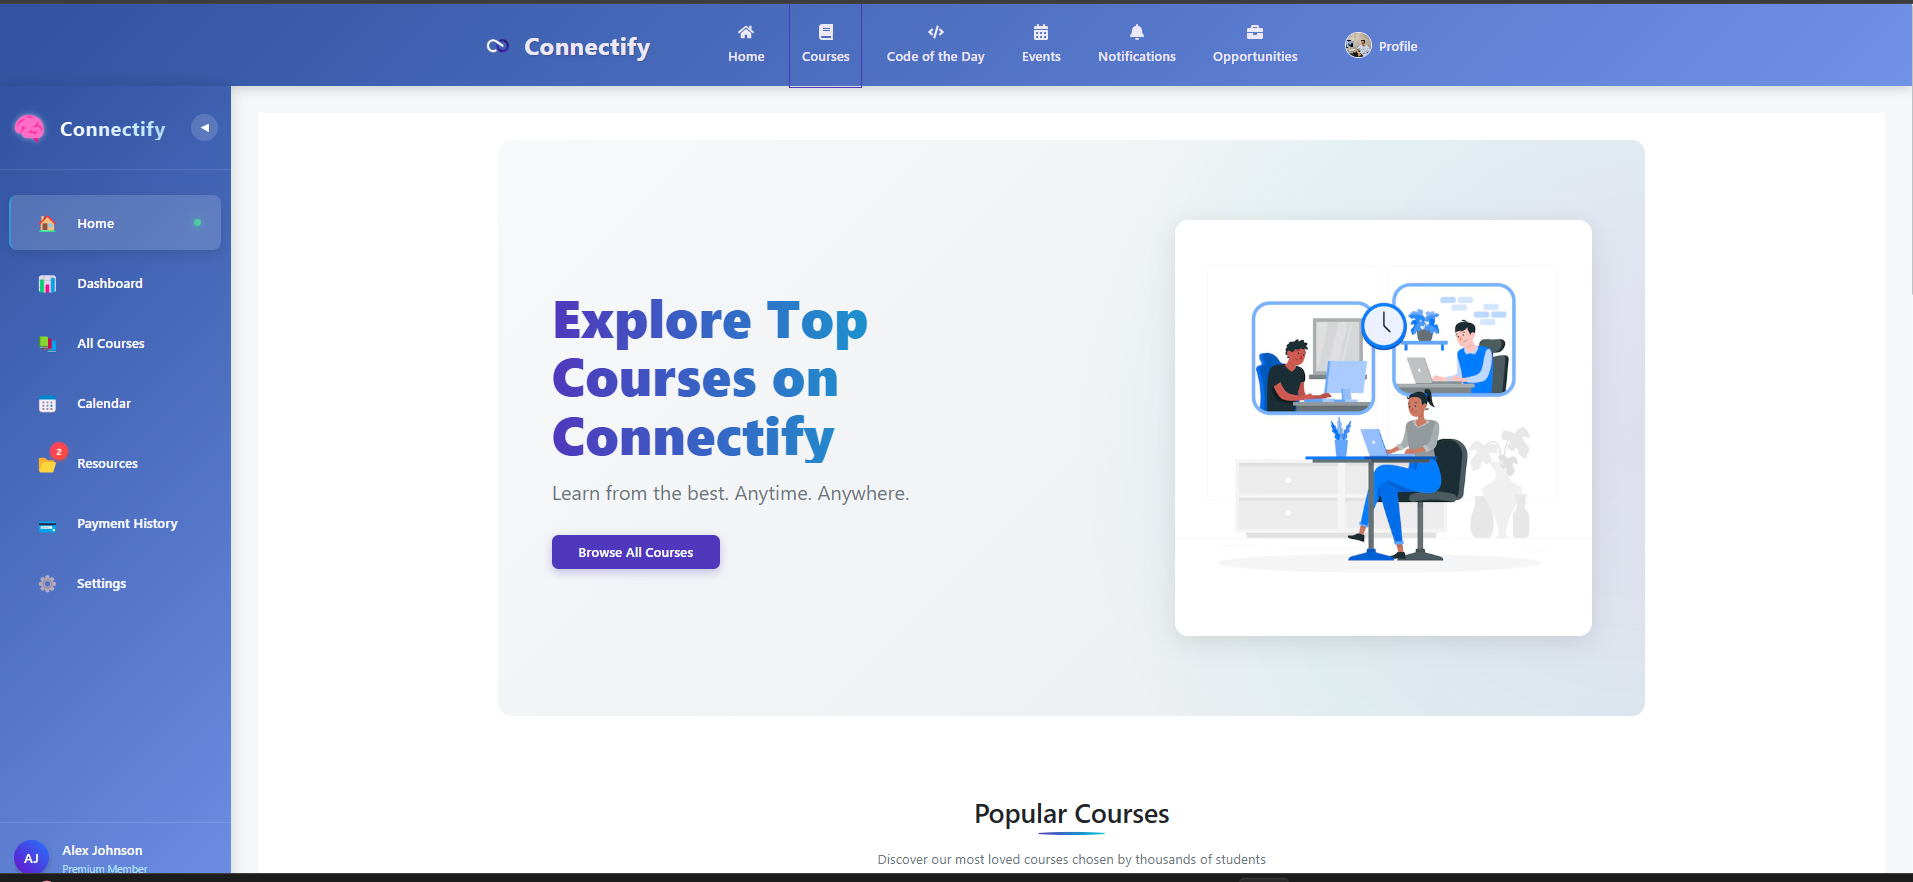 Connectify
Home
Courses
Code of the Day
Events
Notifications
Opportunities
Profile
Connectify
Home
Dashboard
All Courses
Calendar
2
Resources
Payment History
Settings
AJ
Alex Johnson
Premium Member
Explore Top
Courses on
Connectify
Learn from the best. Anytime. Anywhere.
Browse All Courses
Popular Courses
Discover our most loved courses chosen by thousands of students